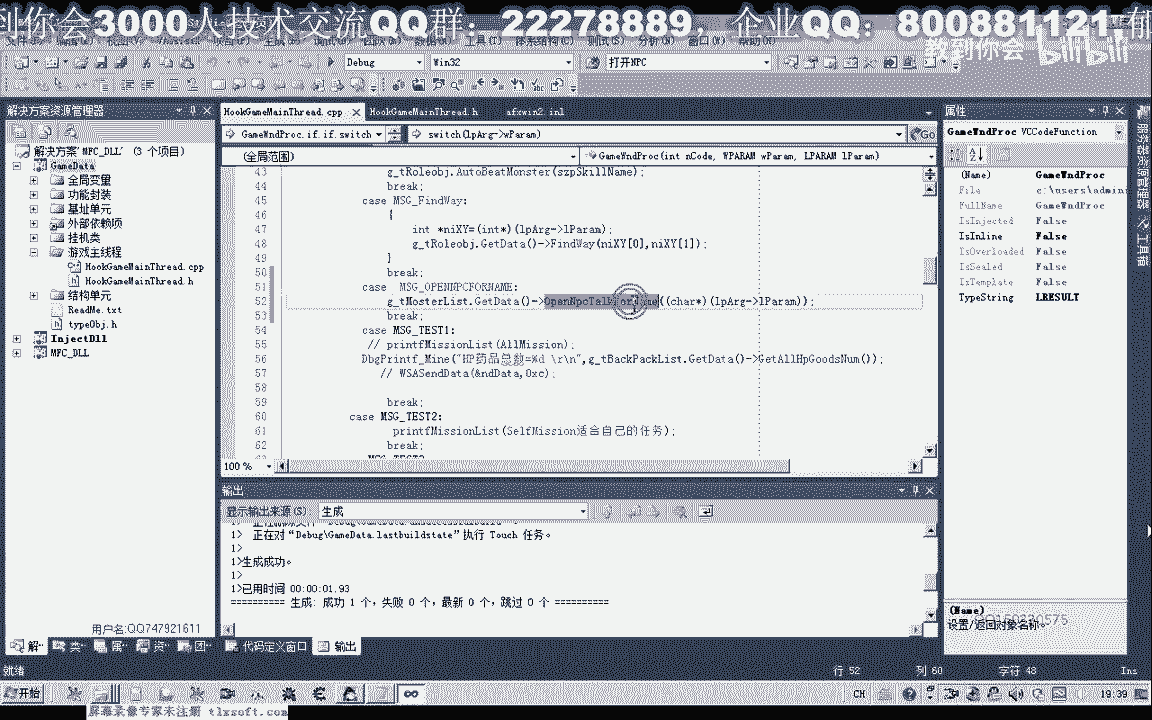 到你会3000人技术交流QQ群：22278889，企业QQ：800881121，郁
教到你会 bilibili
Debug
Win32
打开NPC
解决方案资源管理器
HookGameMainThread.cpp
HookGameMainThread.h
afxwin2.inl
属性
GameWndProc.if.if.switch
switch(lpArg->wParam)
Go
GameWndProc VCCodeFunction
(全局范围)
GameWndProc(int nCode, WPARAM wParam, LPARAM lParam)
解决方案"MFC_DLL" (3 个项目)
GameData
全局变量
功能封装
基址单元
外部依赖项
挂机类
游戏主线程
HookGameMainThread.cpp
HookGameMainThread.h
结构单元
ReadMe.txt
typeObj.h
InjectDll
MFC_DLL
43 g_tRoleobj.AutoBeatMonster(szpSkillName);
44 break;
45 case MSG_FindWay:
46 {
47 int *niXY=(int*)(lpArg->lParam);
48 g_tRoleobj.GetData()->FindWay(niXY[0],niXY[1]);
49 }
50 break;
51 case MSG_OPENNPCFORNAME:
52 g_tMosterList.GetData()->OpenNpcTalkForName((char*)(lpArg->lParam));
53 break;
54 case MSG_TEST1:
55 // printfMissionList(AllMission);
56 DbgPrintf_Mine("HP药品总数=%d \r\n",g_tBackPackList.GetData()->GetAllHpGoodsNum());
57 // WSASendData(&ndData,0xc);
58
59 break;
60 case MSG_TEST2:
61 printfMissionList(SelfMission适合自己的任务);
62 break;
(Name) GameWndProc
File c:\users\admin
FullName GameWndProc
IsInjected False
IsInline False
IsOverloaded False
IsSealed False
IsTemplate False
TypeString LRESULT
服务器资源管理器
工具箱
100 %
输出
显示输出来源(S): 生成
1> 正在对"Debug\GameData.lastbuildstate"执行 Touch 任务。
1>
1>生成成功。
1>
1>已用时间 00:00:01.93
========== 生成: 成功 1 个，失败 0 个，最新 0 个，跳过 0 个 ==========
(Name)
设置/返回对象名称。
用户名:QQ747921611
代码定义窗口
输出
就绪
行 52
列 60
字符 48
Ins
开始
CH
19:39
屏幕录像专家未注册 tlxsoft.com